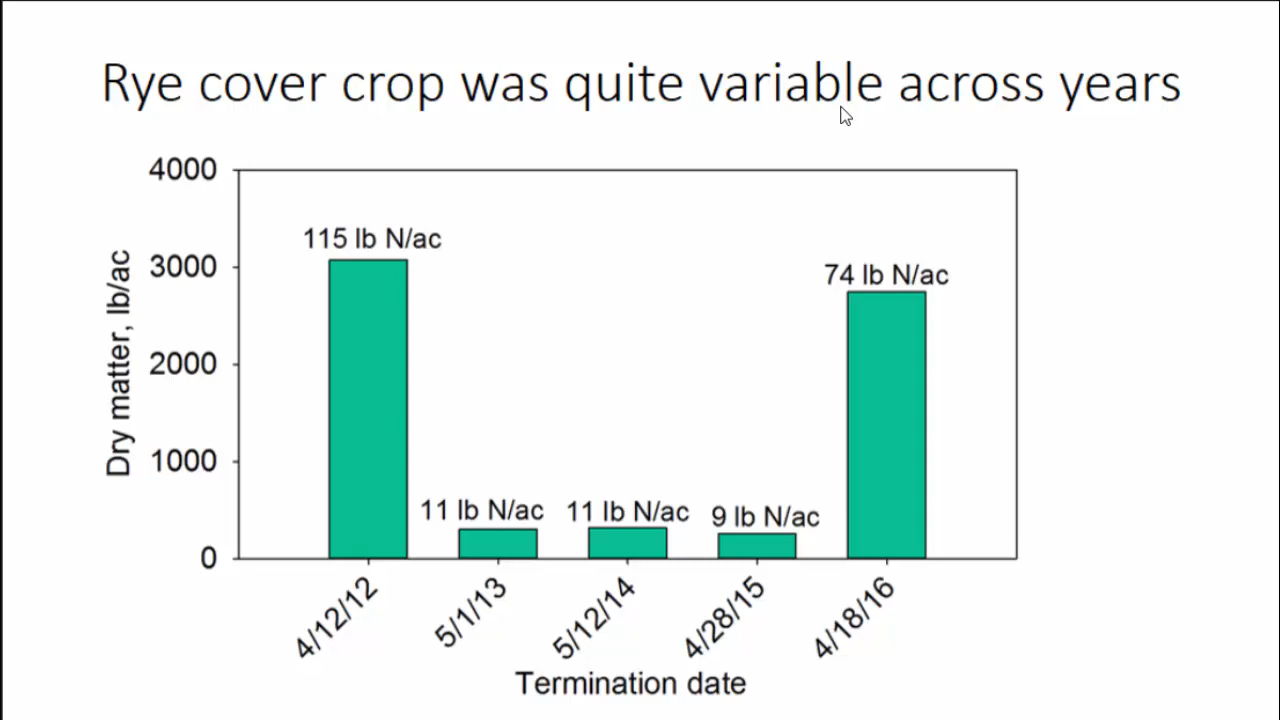 Rye cover crop was quite variable across years
4000
3000
2000
1000
0
Dry matter, lb/ac
115 lb N/ac
11 lb N/ac
11 lb N/ac
9 lb N/ac
74 lb N/ac
4/12/12
5/1/13
5/12/14
4/28/15
4/18/16
Termination date